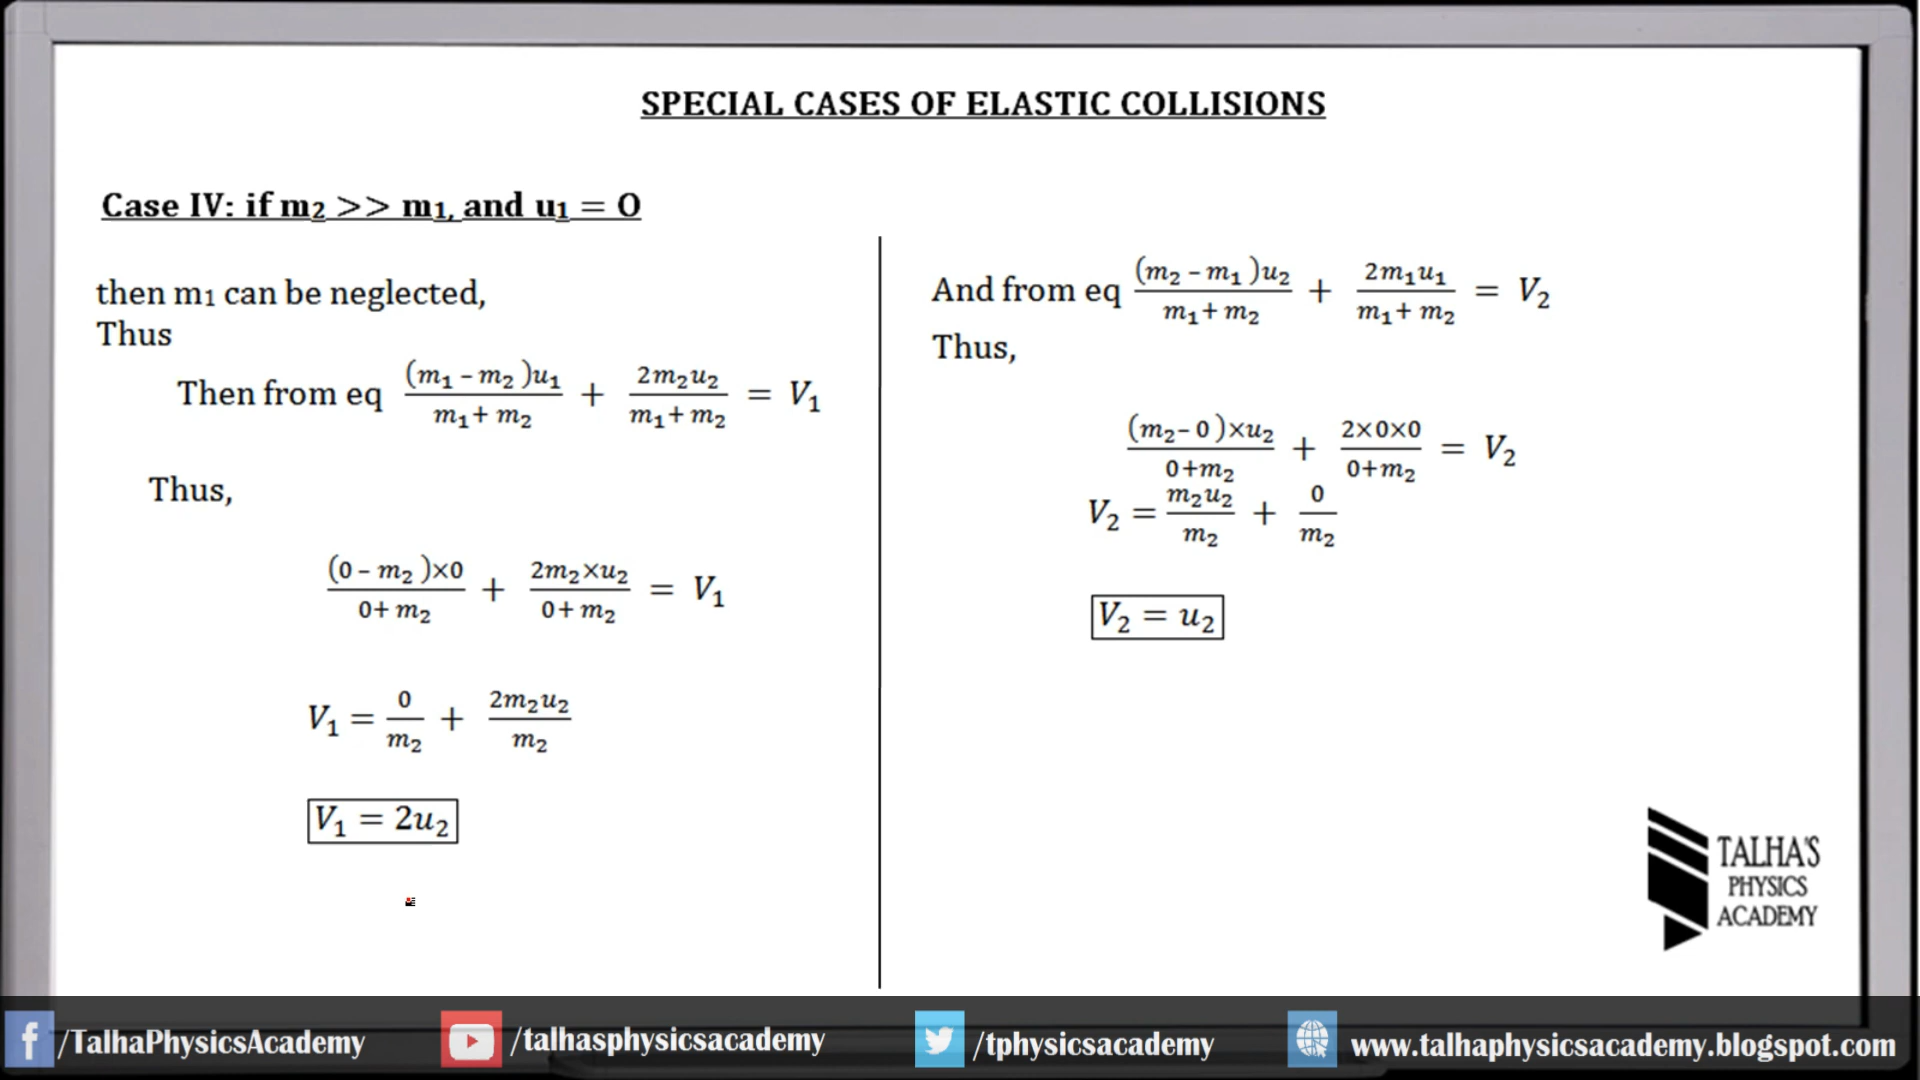 SPECIAL CASES OF ELASTIC COLLISIONS
Case IV: if m₂ >> m₁, and u₁ = 0
then m₁ can be neglected,
Thus
Then from eq (m₁ – m₂)u₁ / m₁ + m₂ + 2m₂u₂ / m₁ + m₂ = V₁
Thus,
(0 – m₂)×0 / 0 + m₂ + 2m₂×u₂ / 0 + m₂ = V₁
V₁ = 0 / m₂ + 2m₂u₂ / m₂
V₁ = 2u₂
And from eq (m₂ – m₁)u₂ / m₁ + m₂ + 2m₁u₁ / m₁ + m₂ = V₂
Thus,
(m₂ – 0)×u₂ / 0+m₂ + 2×0×0 / 0+m₂ = V₂
V₂ = m₂u₂ / m₂ + 0 / m₂
V₂ = u₂
TALHA'S
PHYSICS
ACADEMY
/TalhaPhysicsAcademy
/talhasphysicsacademy
/tphysicsacademy
www.talhaphysicsacademy.blogspot.com